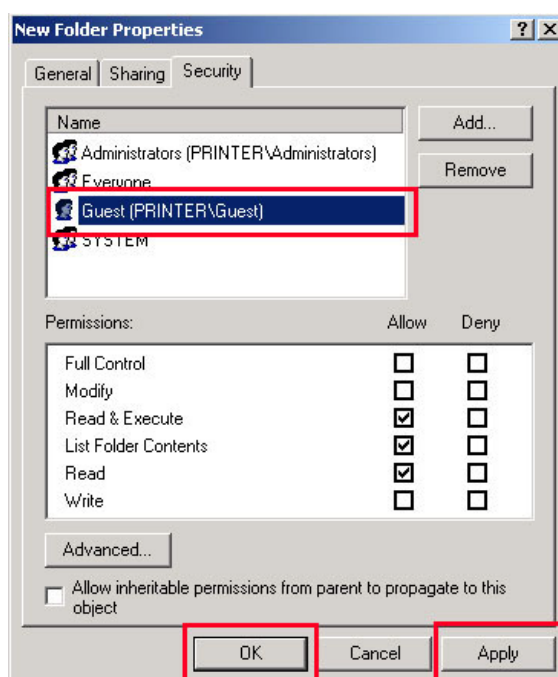 New Folder Properties
General Sharing Security
Name
Add...
Administrators (PRINTER\Administrators)
Remove
Everyone
Guest (PRINTER\Guest)
SYSTEM
Permissions: Allow Deny
Full Control
Modify
Read & Execute
List Folder Contents
Read
Write
Advanced...
Allow inheritable permissions from parent to propagate to this
object
OK Cancel Apply